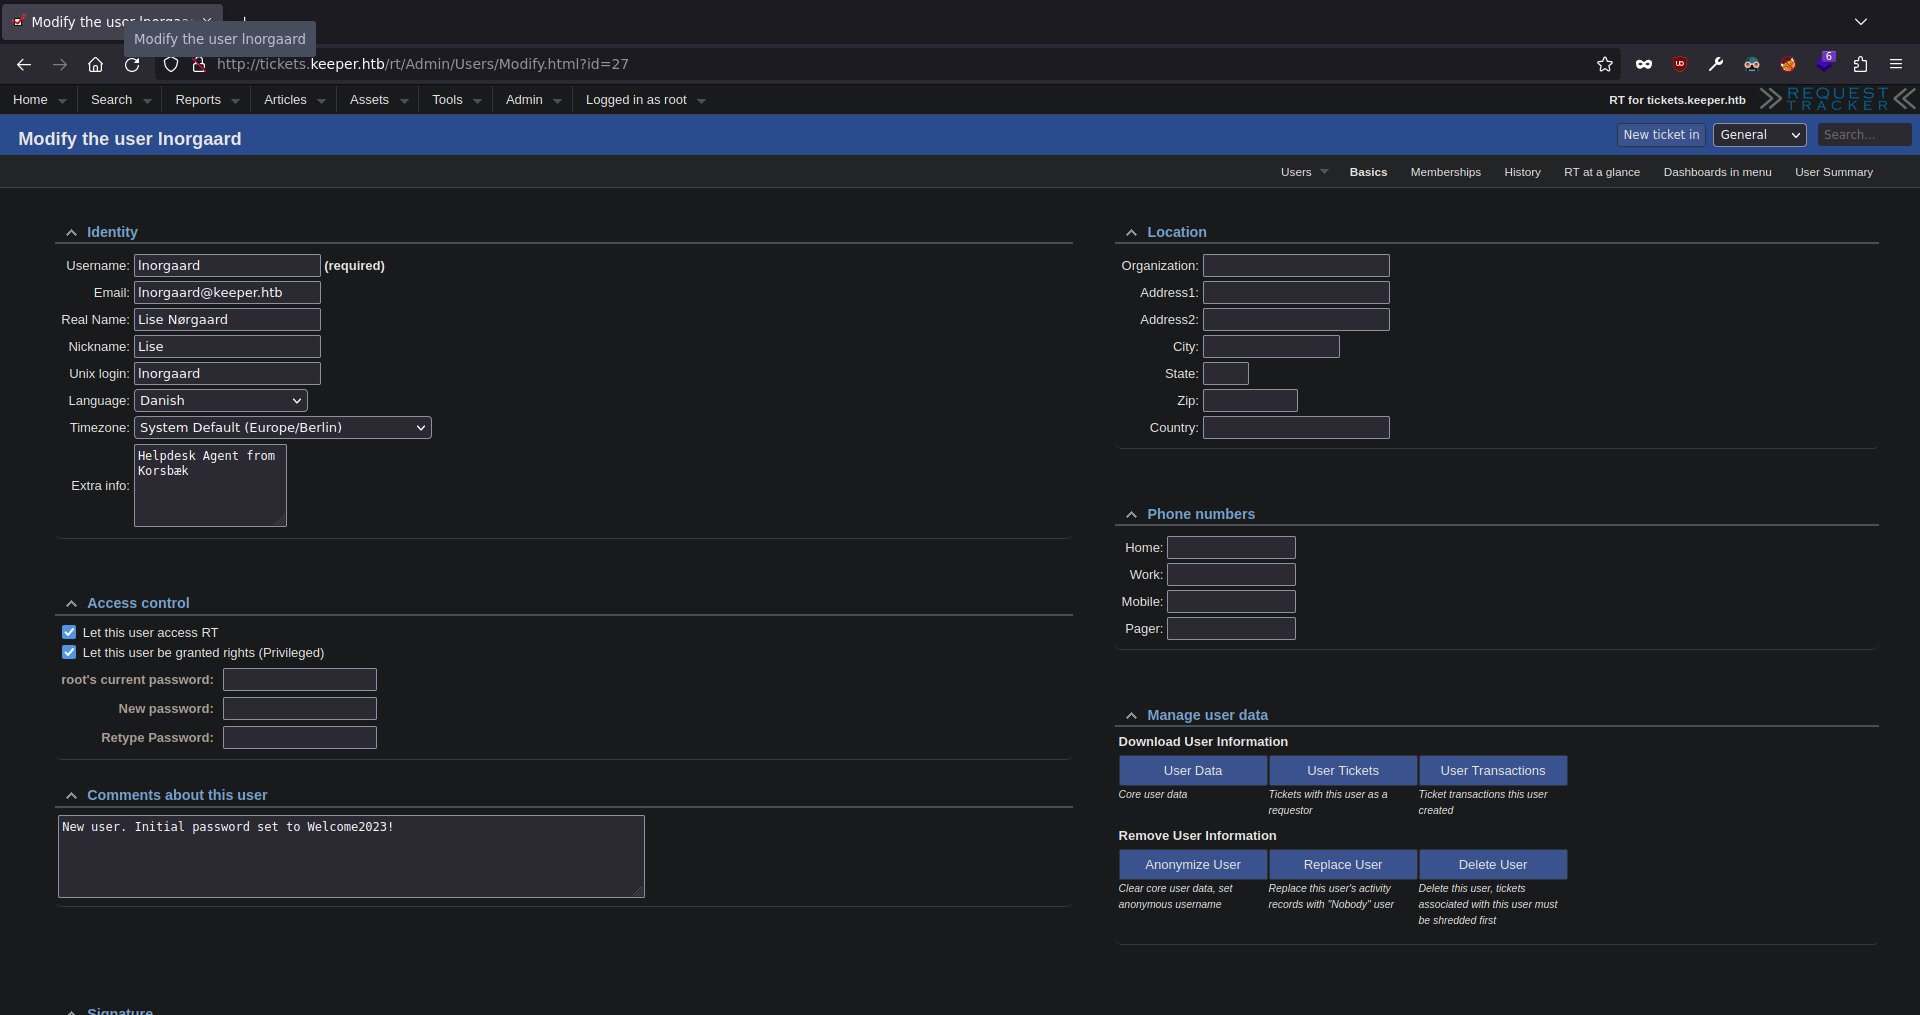 Modify the user lnorgaard
Modify the user lnorgaard
http://tickets.keeper.htb/rt/Admin/Users/Modify.html?id=27
6
Home Search Reports Articles Assets Tools Admin Logged in as root
RT for tickets.keeper.htb
REQUEST
TRACKER
Modify the user lnorgaard
New ticket in General Search...
Users Basics Memberships History RT at a glance Dashboards in menu User Summary
Identity
Username: lnorgaard (required)
Email: lnorgaard@keeper.htb
Real Name: Lise Nørgaard
Nickname: Lise
Unix login: lnorgaard
Language: Danish
Timezone: System Default (Europe/Berlin)
Extra info: Helpdesk Agent from
Korsbæk
Access control
Let this user access RT
Let this user be granted rights (Privileged)
root's current password:
New password:
Retype Password:
Comments about this user
New user. Initial password set to Welcome2023!
Signature
Location
Organization:
Address1:
Address2:
City:
State:
Zip:
Country:
Phone numbers
Home:
Work:
Mobile:
Pager:
Manage user data
Download User Information
User Data User Tickets User Transactions
Core user data Tickets with this user as a requestor Ticket transactions this user created
Remove User Information
Anonymize User Replace User Delete User
Clear core user data, set anonymous username Replace this user's activity records with "Nobody" user Delete this user, tickets associated with this user must be shredded first